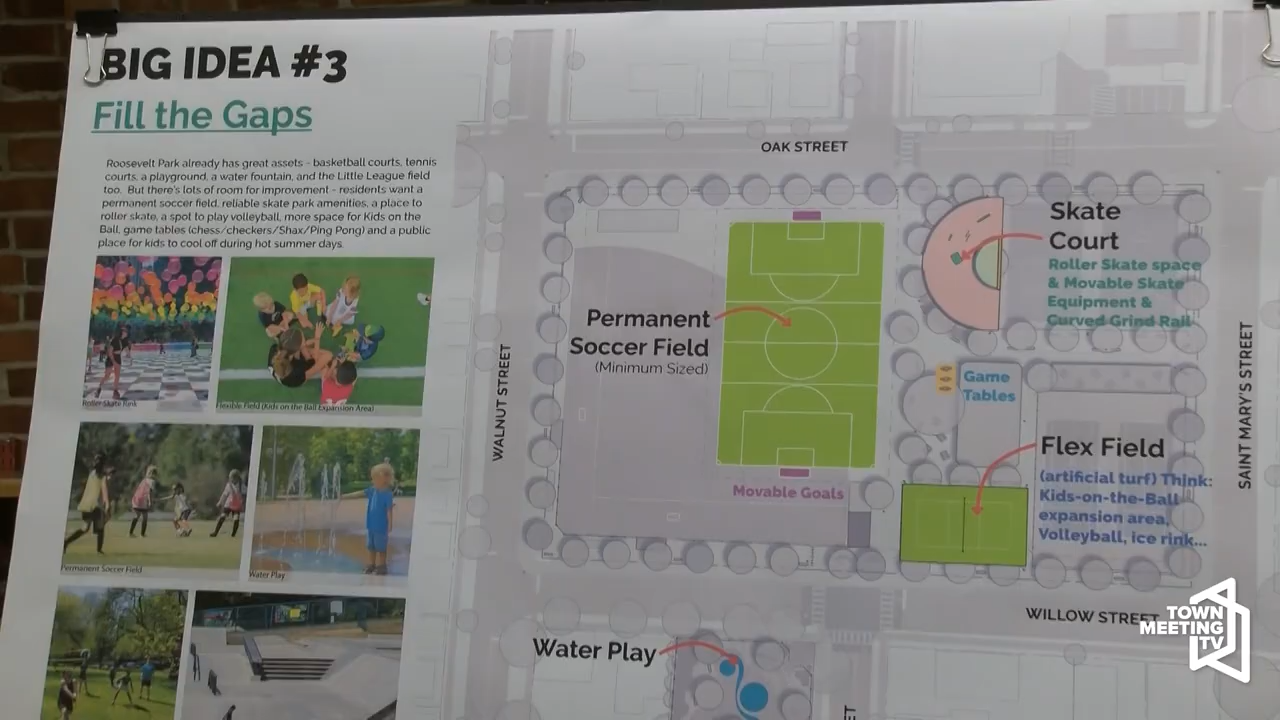 BIG IDEA #3
Fill the Gaps
Roosevelt Park already has great assets - basketball courts, tennis
courts, a playground, a water fountain, and the Little League field
too. But there's lots of room for improvement - residents want a
permanent soccer field, reliable skate park amenities, a place to
roller skate, a spot to play volleyball, more space for Kids on the
Ball, game tables (chess/checkers/Shax/Ping Pong) and a public
place for kids to cool off during hot summer days.
Roller Skate Rink
Flexible Field (Kids on the Ball Expansion Area)
Permanent Soccer Field
Water Play
OAK STREET
WALNUT STREET
Permanent
Soccer Field
(Minimum Sized)
Movable Goals
Skate
Court
Roller Skate space
& Movable Skate
Equipment &
Curved Grind Rail
Game
Tables
Flex Field
(artificial turf) Think:
Kids-on-the-Ball
expansion area,
Volleyball, ice rink...
SAINT MARY'S STREET
WILLOW STREET
Water Play
ET
TOWN
MEETING
TV